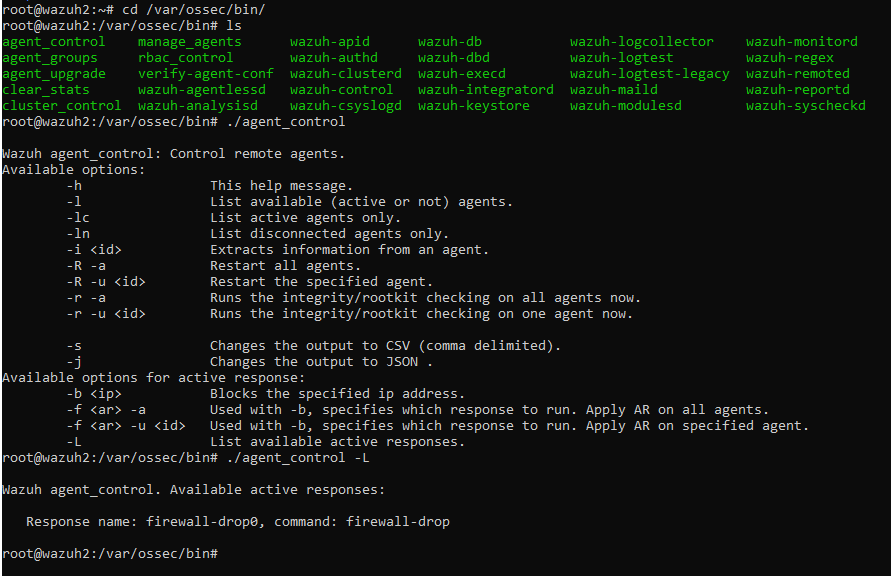 root@wazuh2:~# cd /var/ossec/bin/
root@wazuh2:/var/ossec/bin# ls
agent_control    manage_agents      wazuh-apid       wazuh-db           wazuh-logcollector     wazuh-monitord
agent_groups     rbac_control       wazuh-authd      wazuh-dbd          wazuh-logtest          wazuh-regex
agent_upgrade    verify-agent-conf  wazuh-clusterd   wazuh-execd        wazuh-logtest-legacy   wazuh-remoted
clear_stats      wazuh-agentlessd   wazuh-control    wazuh-integratord  wazuh-maild            wazuh-reportd
cluster_control  wazuh-analysisd    wazuh-csyslogd   wazuh-keystore     wazuh-modulesd         wazuh-syscheckd
root@wazuh2:/var/ossec/bin# ./agent_control
Wazuh agent_control: Control remote agents.
Available options:
        -h                This help message.
        -l                List available (active or not) agents.
        -lc               List active agents only.
        -ln               List disconnected agents only.
        -i <id>           Extracts information from an agent.
        -R -a             Restart all agents.
        -R -u <id>        Restart the specified agent.
        -r -a             Runs the integrity/rootkit checking on all agents now.
        -r -u <id>        Runs the integrity/rootkit checking on one agent now.
        -s                Changes the output to CSV (comma delimited).
        -j                Changes the output to JSON .
Available options for active response:
        -b <ip>           Blocks the specified ip address.
        -f <ar> -a        Used with -b, specifies which response to run. Apply AR on all agents.
        -f <ar> -u <id>   Used with -b, specifies which response to run. Apply AR on specified agent.
        -L                List available active responses.
root@wazuh2:/var/ossec/bin# ./agent_control -L
Wazuh agent_control. Available active responses:
   Response name: firewall-drop0, command: firewall-drop
root@wazuh2:/var/ossec/bin#